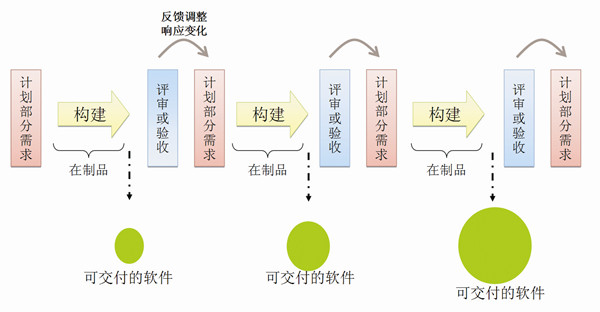 反馈调整
响应变化
计划部分需求
构建
评审或验收
计划部分需求
构建
评审或验收
计划部分需求
构建
评审或验收
计划部分需求
在制品
在制品
在制品
可交付的软件
可交付的软件
可交付的软件